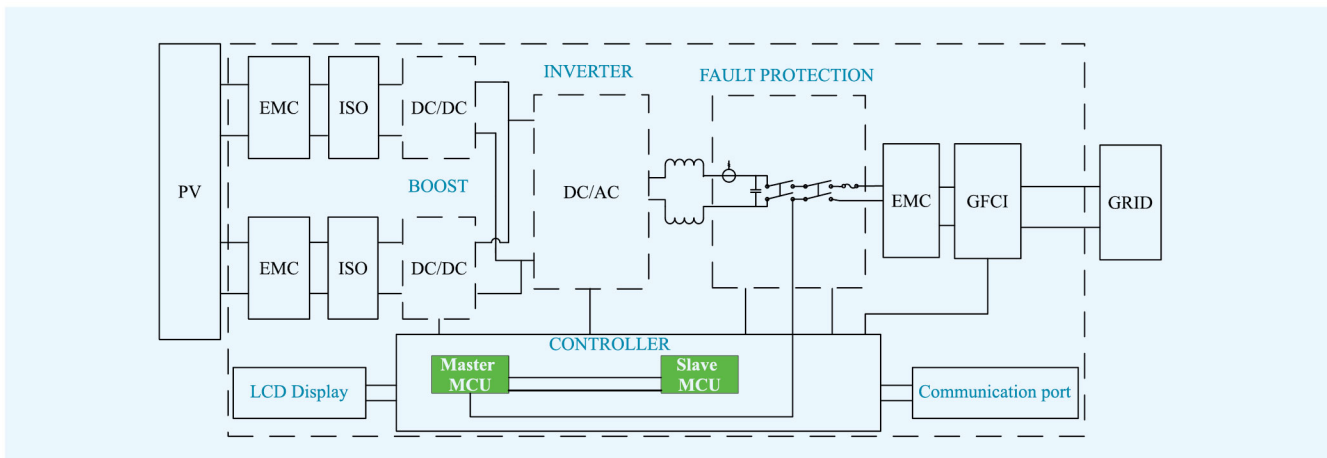 INVERTER
FAULT PROTECTION
EMC
ISO
DC/DC
BOOST
PV
DC/AC
EMC
GFCI
GRID
EMC
ISO
DC/DC
CONTROLLER
Master
MCU
Slave
MCU
LCD Display
Communication port